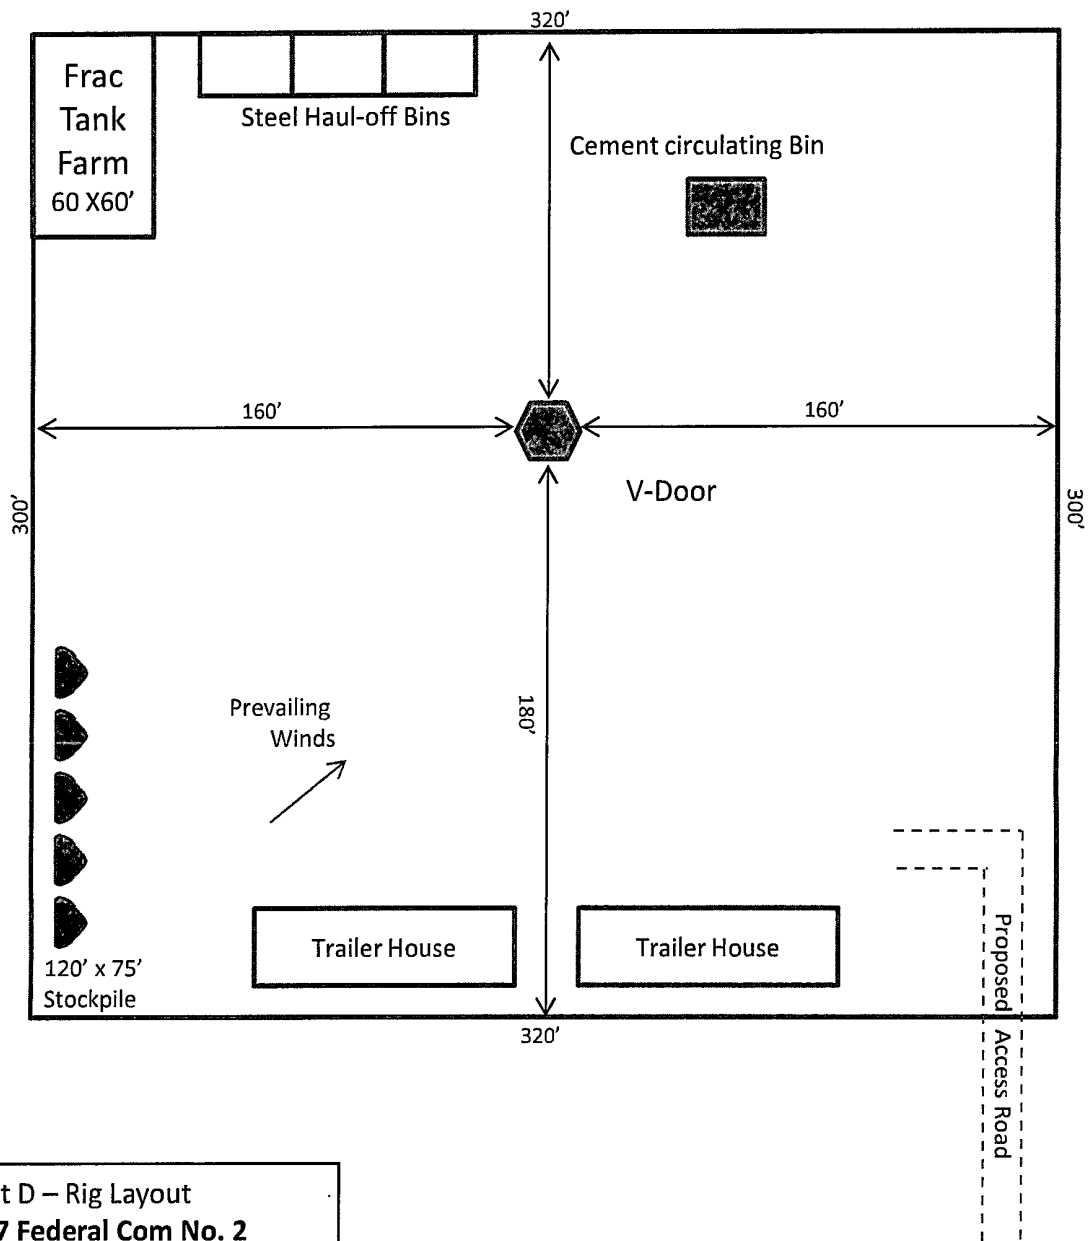 320’
Frac
Tank
Farm
60 X60’
Steel Haul-off Bins
Cement circulating Bin
160’
160’
V-Door
300’
300’
Prevailing
Winds
180’
Trailer House
Trailer House
120’ x 75’
Stockpile
Proposed Access Road
320’
t D – Rig Layout
7 Federal Com No. 2